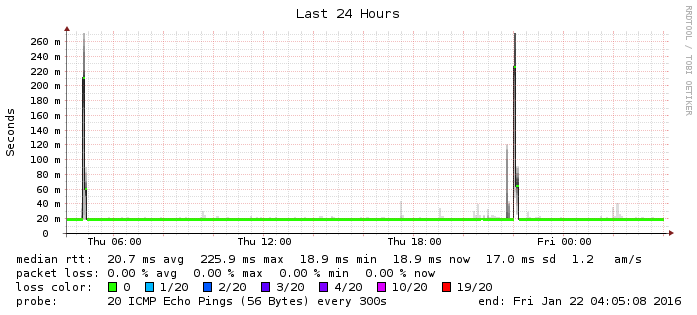 Last 24 Hours
RRDTOOL / TOBI OETIKER
Seconds
260 m
240 m
220 m
200 m
180 m
160 m
140 m
120 m
100 m
80 m
60 m
40 m
20 m
0
Thu 06:00 Thu 12:00 Thu 18:00 Fri 00:00
median rtt: 20.7 ms avg 225.9 ms max 18.9 ms min 18.9 ms now 17.0 ms sd 1.2 am/s
packet loss: 0.00 % avg 0.00 % max 0.00 % min 0.00 % now
loss color: 0 1/20 2/20 3/20 4/20 10/20 19/20
probe: 20 ICMP Echo Pings (56 Bytes) every 300s end: Fri Jan 22 04:05:08 2016